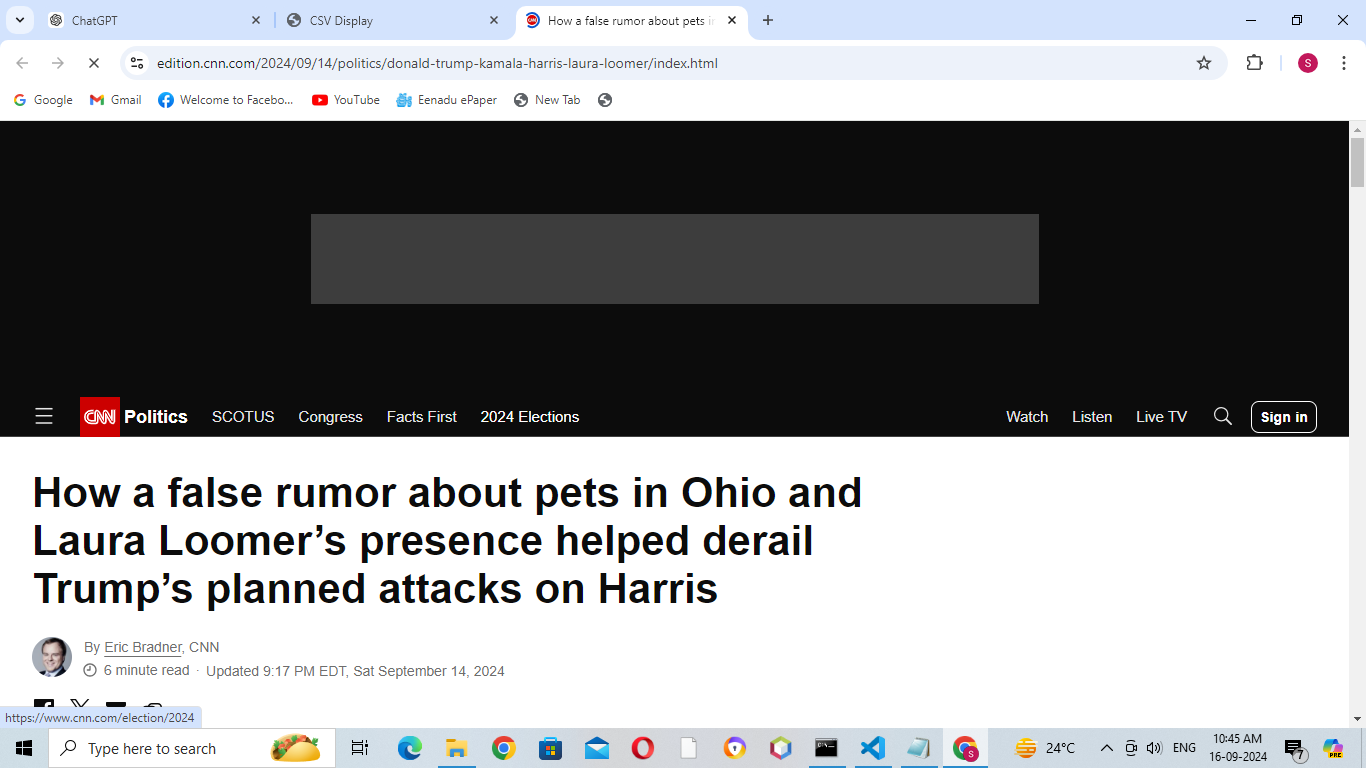 ChatGPT
CSV Display
How a false rumor about pets in
edition.cnn.com/2024/09/14/politics/donald-trump-kamala-harris-laura-loomer/index.html
S
Google
Gmail
Welcome to Facebo...
YouTube
Eenadu ePaper
New Tab
CNN Politics
SCOTUS
Congress
Facts First
2024 Elections
Watch
Listen
Live TV
Sign in
How a false rumor about pets in Ohio and
Laura Loomer’s presence helped derail
Trump’s planned attacks on Harris
By Eric Bradner, CNN
6 minute read · Updated 9:17 PM EDT, Sat September 14, 2024
https://www.cnn.com/election/2024
Type here to search
S
24°C
ENG
10:45 AM
16-09-2024
7
PRE